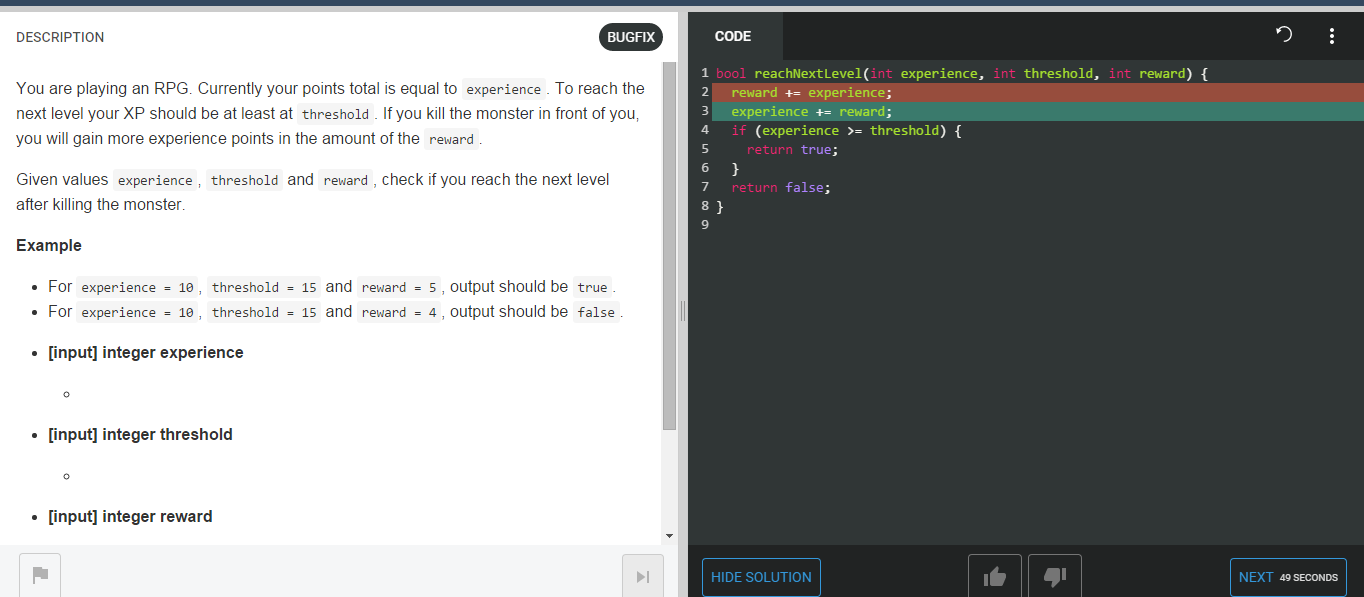 DESCRIPTION
BUGFIX
You are playing an RPG. Currently your points total is equal to experience . To reach the
next level your XP should be at least at threshold . If you kill the monster in front of you,
you will gain more experience points in the amount of the reward .
Given values experience , threshold and reward , check if you reach the next level
after killing the monster.
Example
• For experience = 10 , threshold = 15 and reward = 5 , output should be true .
• For experience = 10 , threshold = 15 and reward = 4 , output should be false .
• [input] integer experience
• [input] integer threshold
• [input] integer reward
CODE
1 bool reachNextLevel(int experience, int threshold, int reward) {
2   reward += experience;
3   experience += reward;
4   if (experience >= threshold) {
5     return true;
6   }
7   return false;
8 }
9
HIDE SOLUTION
NEXT 49 SECONDS